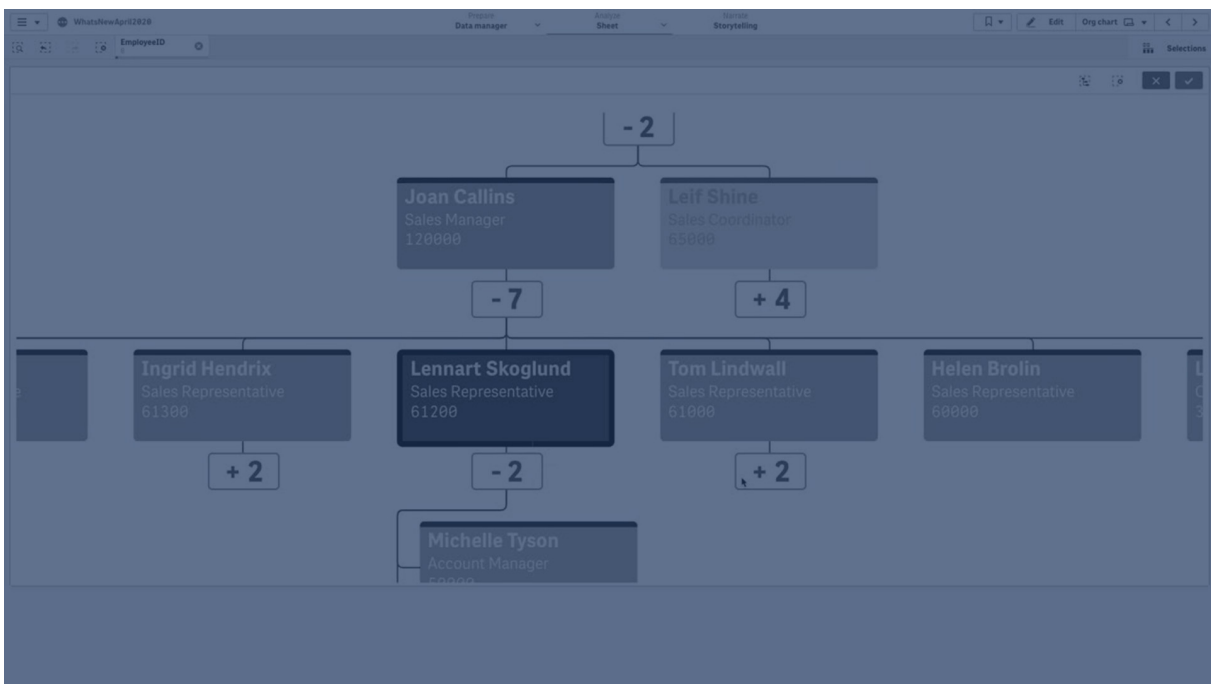 Prepare
Analyze
Narrate
WhatsNewApril2020
Data manager
Sheet
Storytelling
Edit
Org chart
EmployeeID
Selections
- 2
Joan Callins
Sales Manager
120000
Leif Shine
Sales Coordinator
65000
- 7
+ 4
Ingrid Hendrix
Sales Representative
61300
Lennart Skoglund
Sales Representative
61200
Tom Lindwall
Sales Representative
61000
Helen Brolin
Sales Representative
60000
+ 2
- 2
+ 2
Michelle Tyson
Account Manager